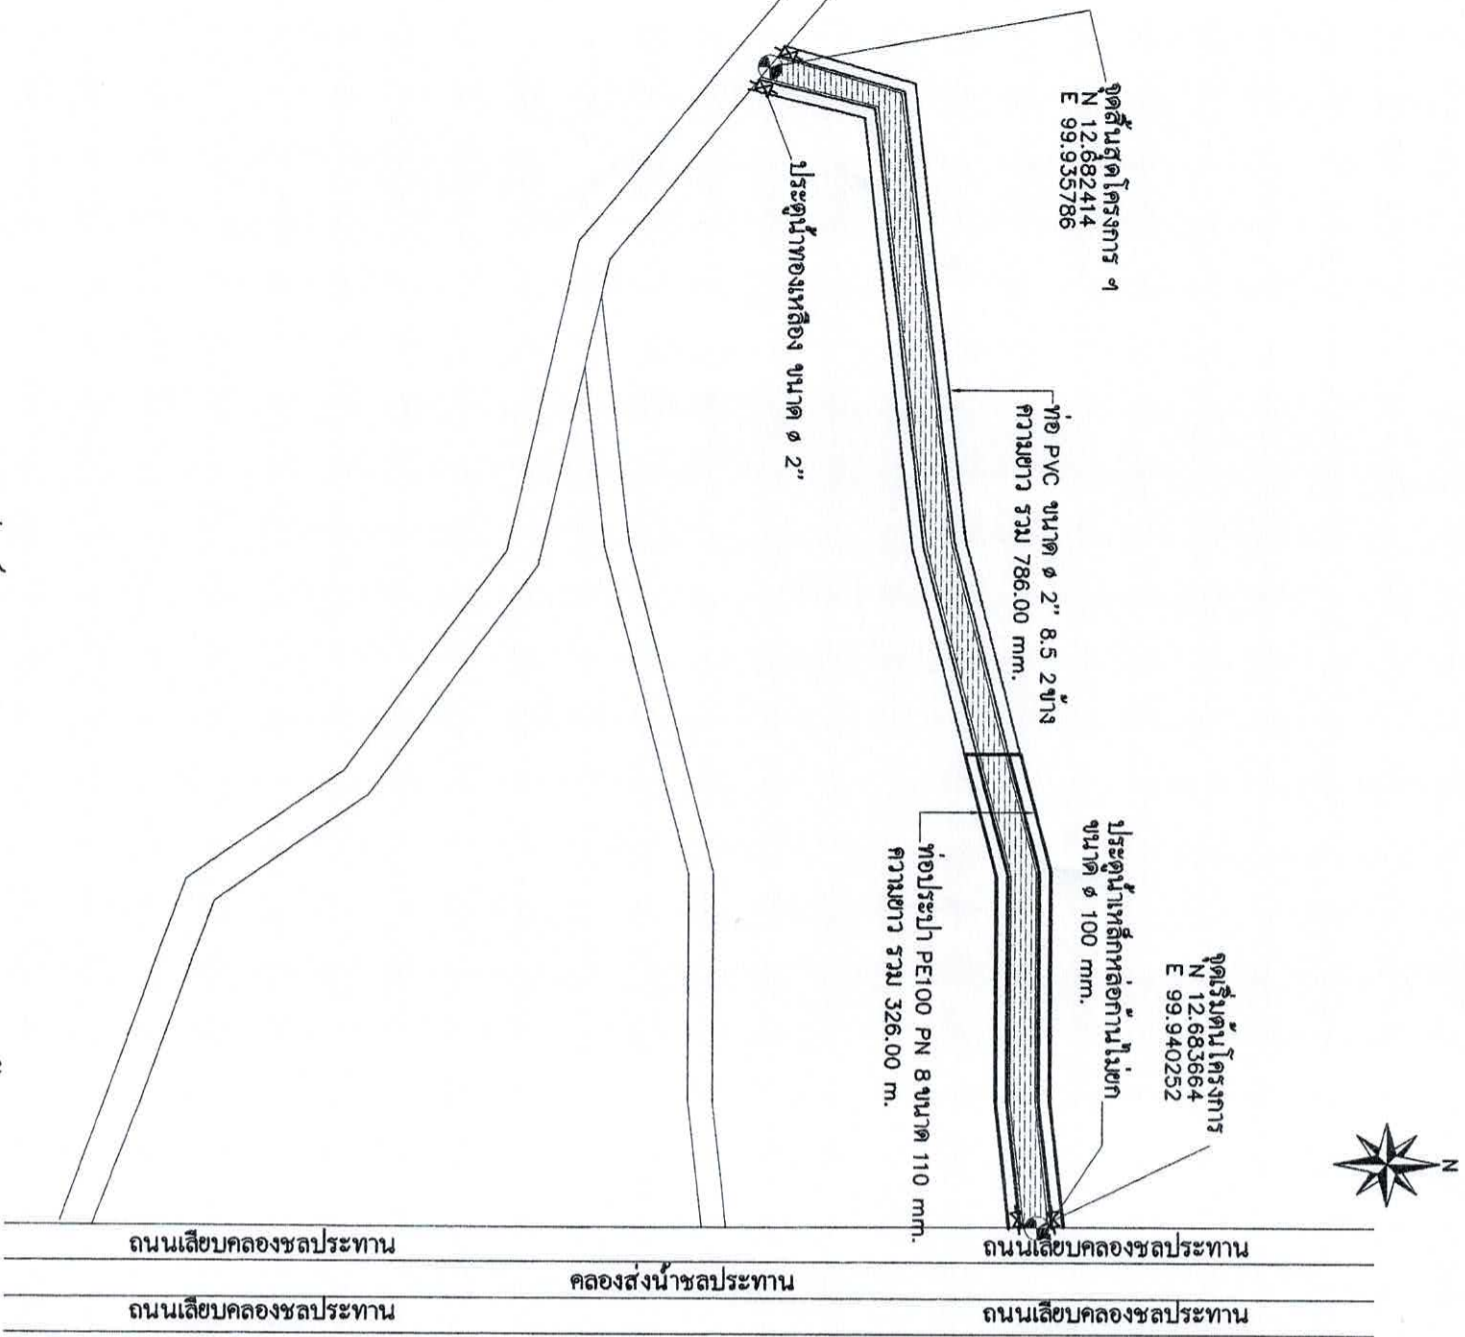 จุดสิ้นสุดโครงการ ฯ
N 12.682414
E 99.935786
ประตูน้ำทองเหลือง ขนาด ø 2"
ท่อ PVC ขนาด ø 2" 8.5 2ข้าง
ความยาว รวม 786.00 mm.
ประตูน้ำเหล็กหล่อก้านไม่ยก
ขนาด ø 100 mm.
ท่อประปา PE100 PN 8 ขนาด 110 mm.
ความยาว รวม 326.00 m.
จุดเริ่มต้นโครงการ
N 12.683664
E 99.940252
N
ถนนเลียบคลองชลประทาน
ถนนเลียบคลองชลประทาน
คลองส่งน้ำชลประทาน
ถนนเลียบคลองชลประทาน
ถนนเลียบคลองชลประทาน